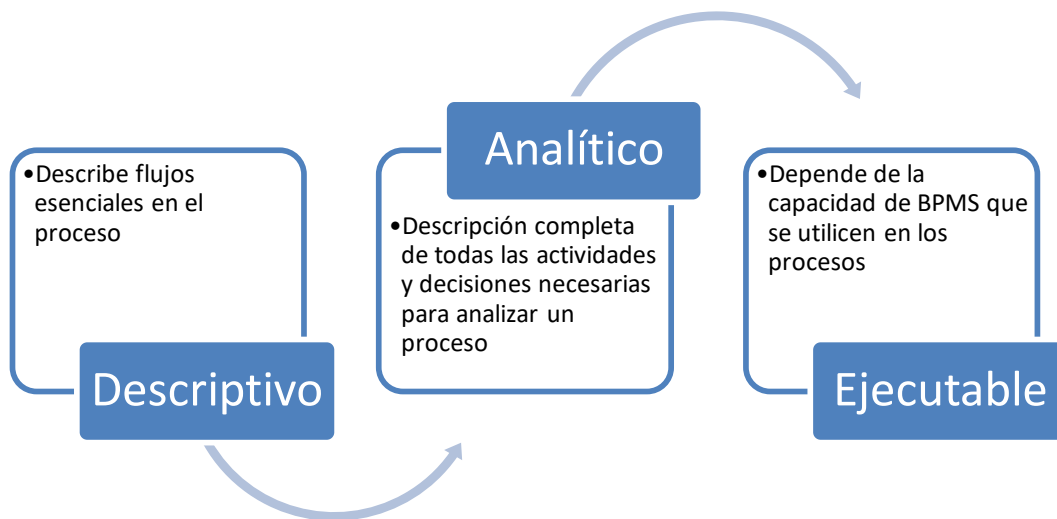 •Describe flujos
esenciales en el
proceso
Descriptivo
Analítico
•Descripción completa
de todas las actividades
y decisiones necesarias
para analizar un
proceso
•Depende de la
capacidad de BPMS que
se utilicen en los
procesos
Ejecutable